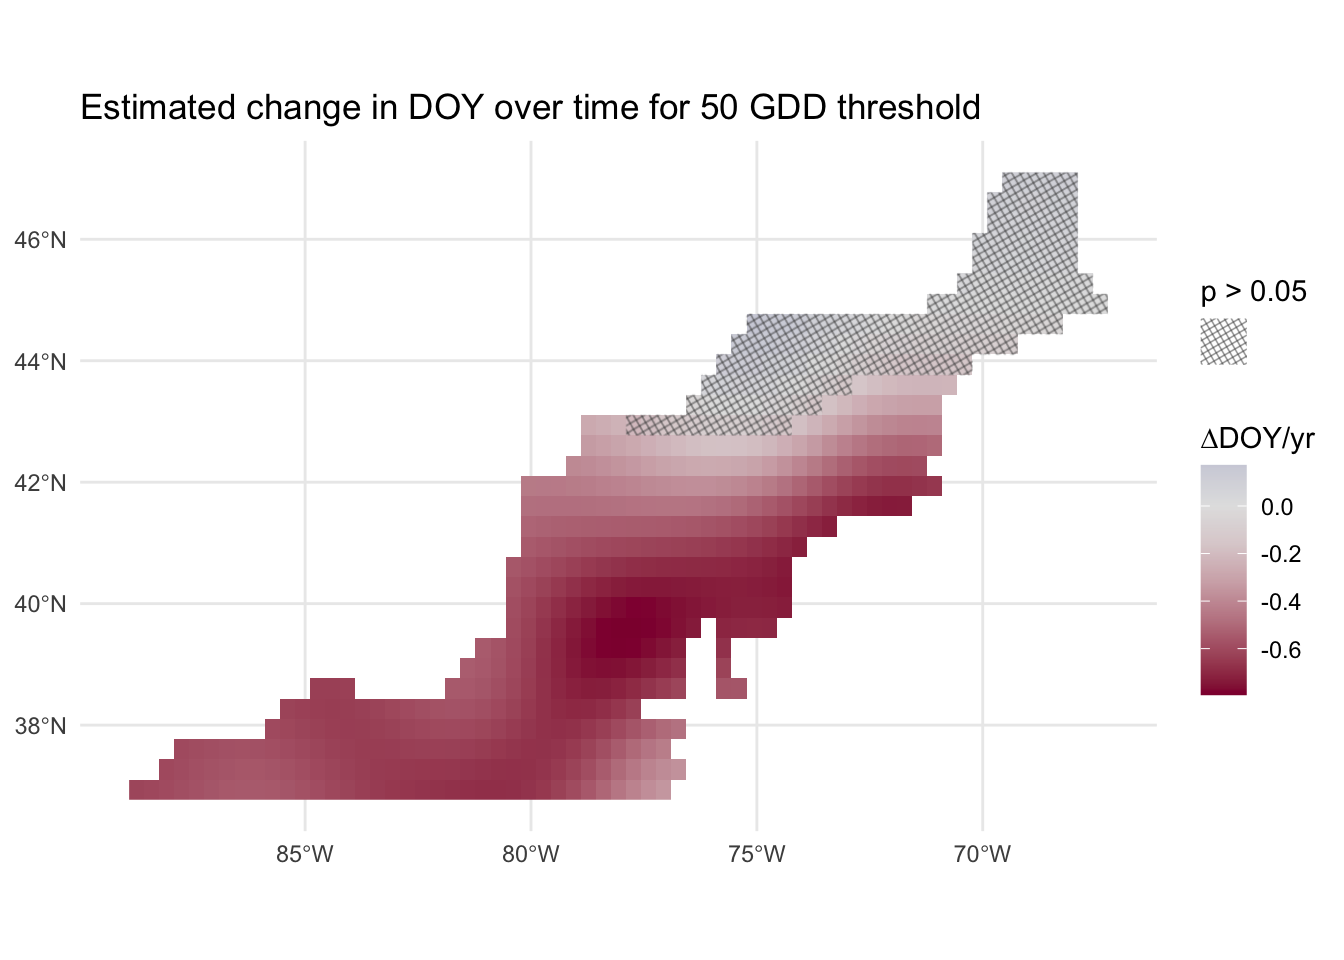 Estimated change in DOY over time for 50 GDD threshold
46°N
44°N
42°N
40°N
38°N
85°W
80°W
75°W
70°W
p > 0.05
ΔDOY/yr
0.0
-0.2
-0.4
-0.6